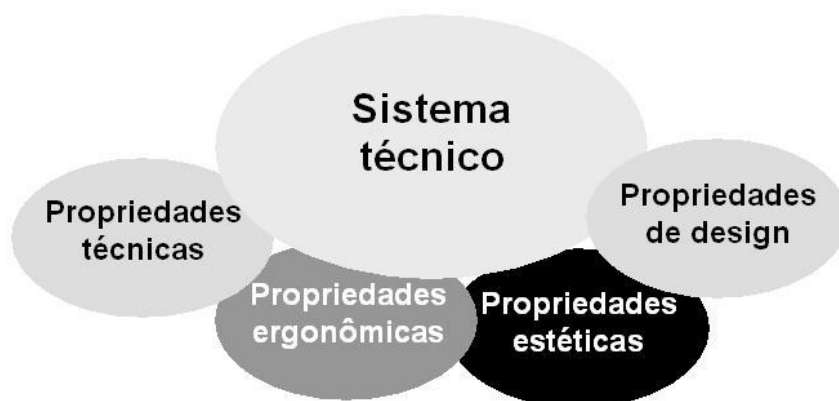 Sistema
técnico
Propriedades
técnicas
Propriedades
ergonômicas
Propriedades
estéticas
Propriedades
de design